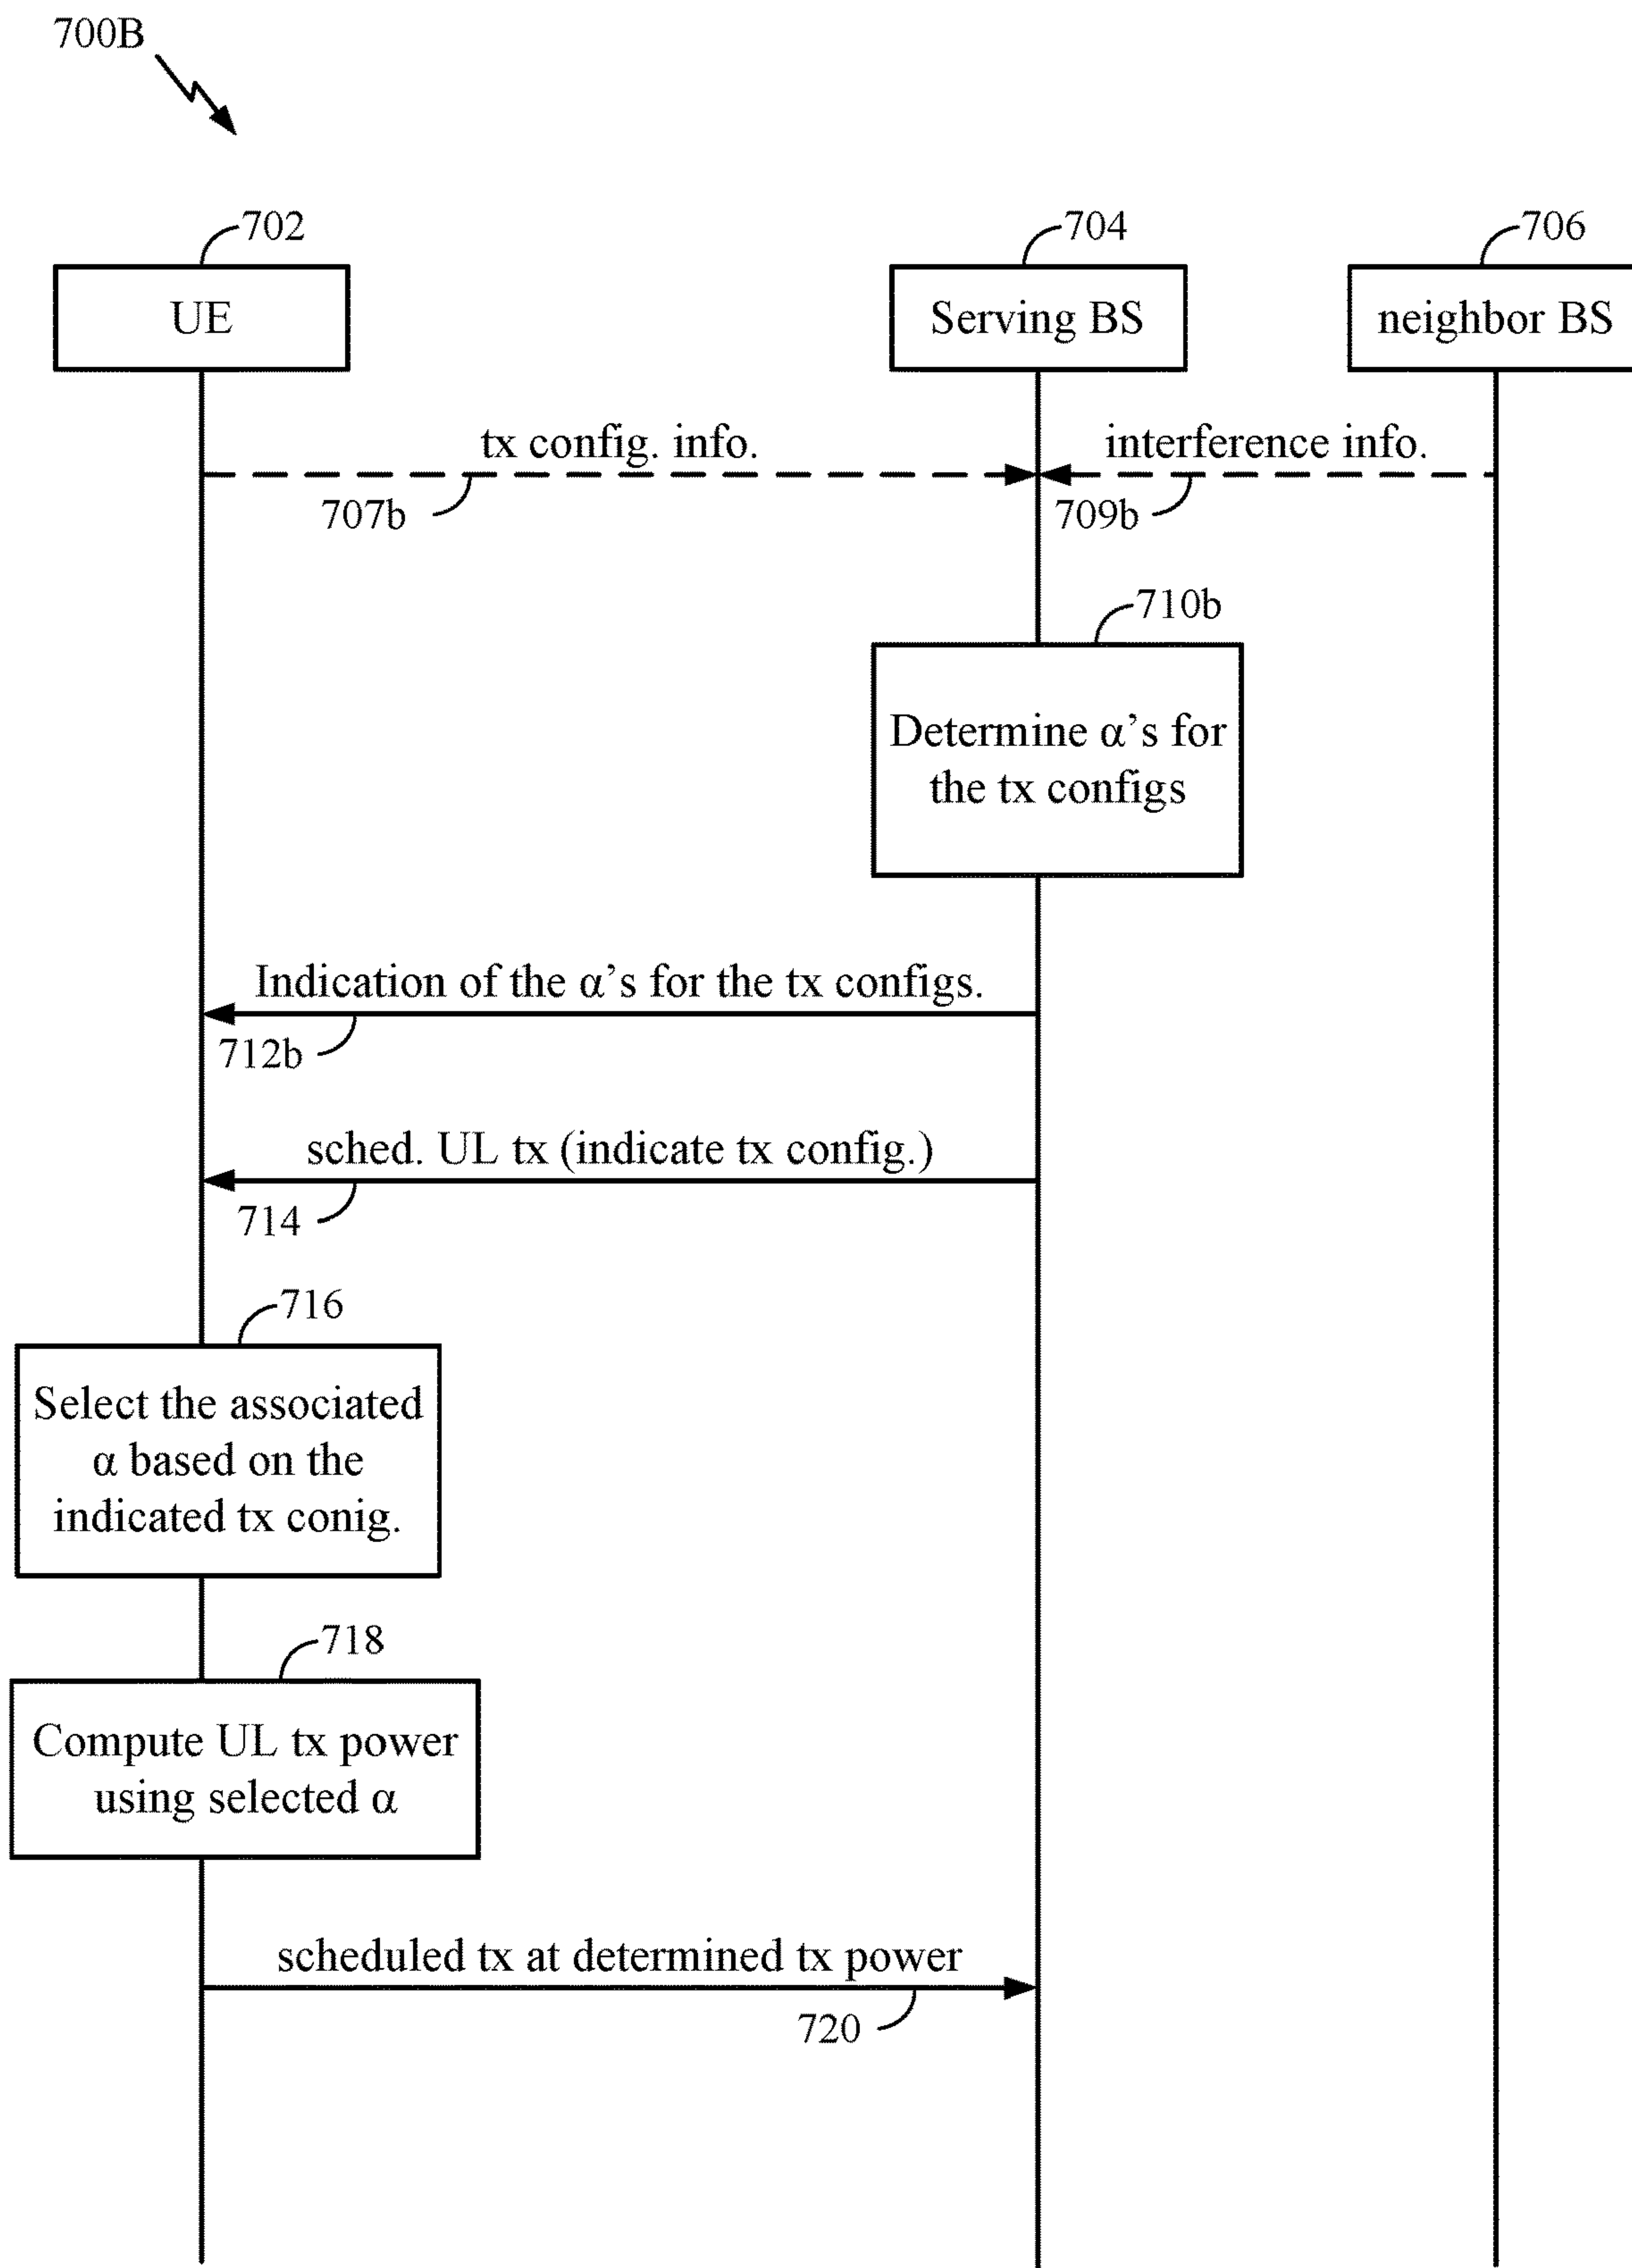 700B
702
704
706
UE
Serving BS
neighbor BS
tx config. info.
interference info.
707b
709b
710b
Determine α’s for
the tx configs
Indication of the α’s for the tx configs.
712b
sched. UL tx (indicate tx config.)
714
716
Select the associated
α based on the
indicated tx conig.
718
Compute UL tx power
using selected α
scheduled tx at determined tx power
720